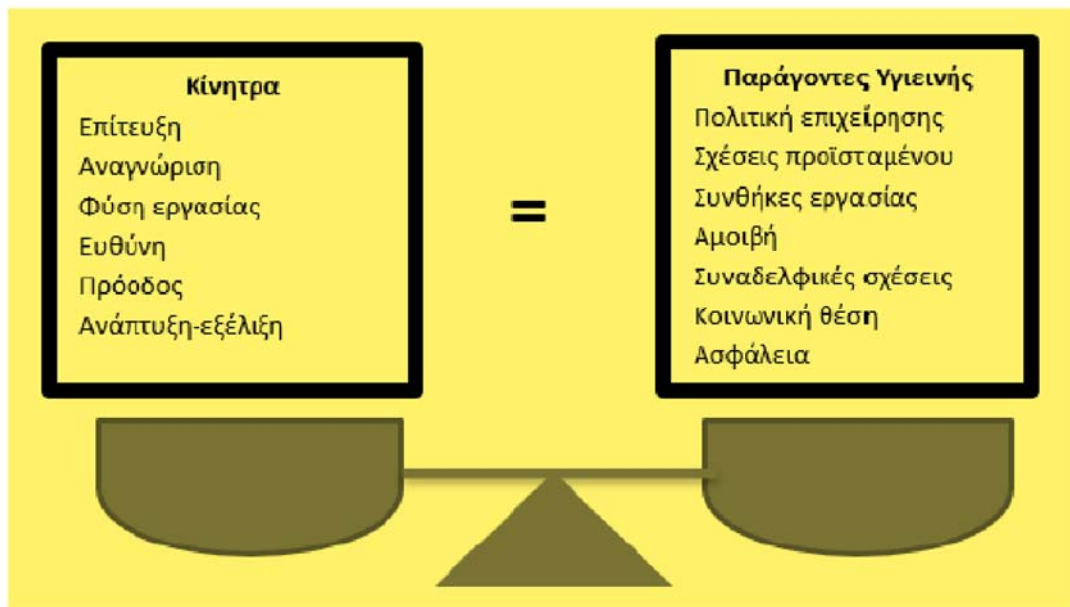 Κίνητρα
Επίτευξη
Αναγνώριση
Φύση εργασίας
Ευθύνη
Πρόοδος
Ανάπτυξη-εξέλιξη
=
Παράγοντες Υγιεινής
Πολιτική επιχείρησης
Σχέσεις προϊσταμένου
Συνθήκες εργασίας
Αμοιβή
Συναδελφικές σχέσεις
Κοινωνική θέση
Ασφάλεια